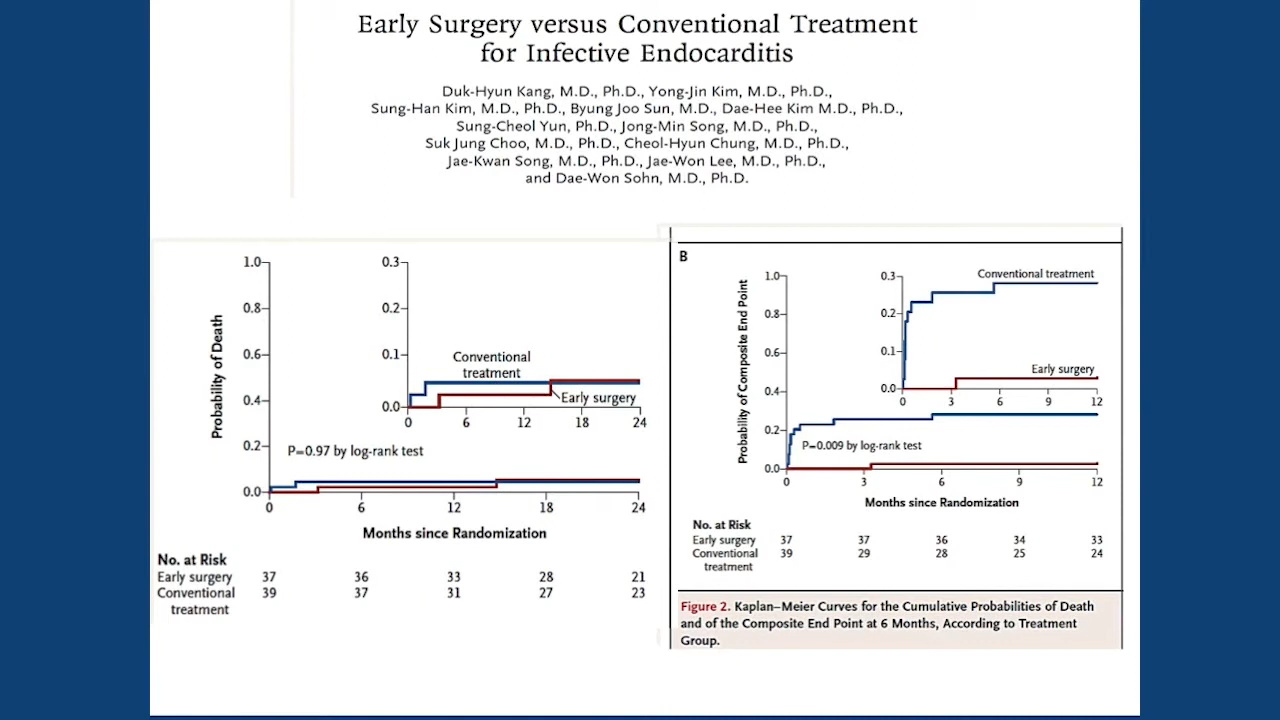 Early Surgery versus Conventional Treatment
for Infective Endocarditis
Duk-Hyun Kang, M.D., Ph.D., Yong-Jin Kim, M.D., Ph.D.,
Sung-Han Kim, M.D., Ph.D., Byung Joo Sun, M.D., Dae-Hee Kim M.D., Ph.D.,
Sung-Cheol Yun, Ph.D., Jong-Min Song, M.D., Ph.D.,
Suk Jung Choo, M.D., Ph.D., Cheol-Hyun Chung, M.D., Ph.D.,
Jae-Kwan Song, M.D., Ph.D., Jae-Won Lee, M.D., Ph.D.,
and Dae-Won Sohn, M.D., Ph.D.
Probability of Death
1.0
0.8
0.6
0.4
0.2
0.0
0.3
0.2
0.1
0.0
Conventional
treatment
Early surgery
0 6 12 18 24
P=0.97 by log-rank test
0 6 12 18 24
Months since Randomization
No. at Risk
Early surgery 37 36 33 28 21
Conventional 39 37 31 27 23
treatment
B
Probability of Composite End Point
1.0
0.8
0.6
0.4
0.2
0.0
0.3
0.2
0.1
0.0
Conventional treatment
Early surgery
0 3 6 9 12
P=0.009 by log-rank test
0 3 6 9 12
Months since Randomization
No. at Risk
Early surgery 37 37 36 34 33
Conventional 39 29 28 25 24
treatment
Figure 2. Kaplan–Meier Curves for the Cumulative Probabilities of Death
and of the Composite End Point at 6 Months, According to Treatment
Group.